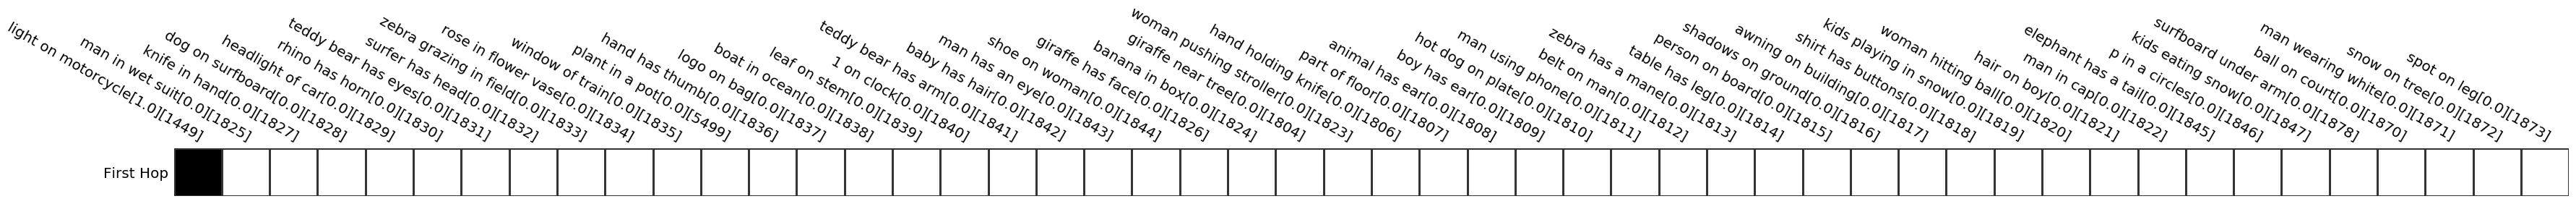 light on motorcycle[1.0][1449]
man in wet suit[0.0][1825]
knife in hand[0.0][1827]
dog on surfboard[0.0][1828]
headlight of car[0.0][1829]
rhino has horn[0.0][1830]
teddy bear has eyes[0.0][1831]
surfer has head[0.0][1832]
zebra grazing in field[0.0][1833]
rose in flower vase[0.0][1834]
window of train[0.0][1835]
plant in a pot[0.0][5499]
hand has thumb[0.0][1836]
logo on bag[0.0][1837]
boat in ocean[0.0][1838]
leaf on stem[0.0][1839]
1 on clock[0.0][1840]
teddy bear has arm[0.0][1841]
baby has hair[0.0][1842]
man has an eye[0.0][1843]
shoe on woman[0.0][1844]
giraffe has face[0.0][1826]
banana in box[0.0][1824]
giraffe near tree[0.0][1804]
woman pushing stroller[0.0][1823]
hand holding knife[0.0][1806]
part of floor[0.0][1807]
animal has ear[0.0][1808]
boy has ear[0.0][1809]
hot dog on plate[0.0][1810]
man using phone[0.0][1811]
belt on man[0.0][1812]
zebra has a mane[0.0][1813]
table has leg[0.0][1814]
person on board[0.0][1815]
shadows on ground[0.0][1816]
awning on building[0.0][1817]
shirt has buttons[0.0][1818]
kids playing in snow[0.0][1819]
woman hitting ball[0.0][1820]
hair on boy[0.0][1821]
man in cap[0.0][1822]
elephant has a tail[0.0][1845]
p in a circles[0.0][1846]
kids eating snow[0.0][1847]
surfboard under arm[0.0][1878]
ball on court[0.0][1870]
man wearing white[0.0][1871]
snow on tree[0.0][1872]
spot on leg[0.0][1873]
First Hop